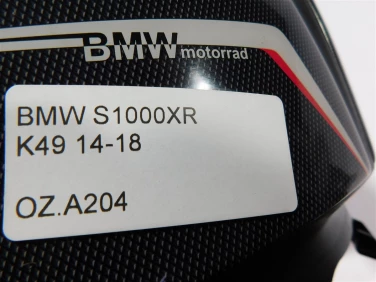 BMW motorrad
BMW S1000XR
K49 14-18
OZ.A204